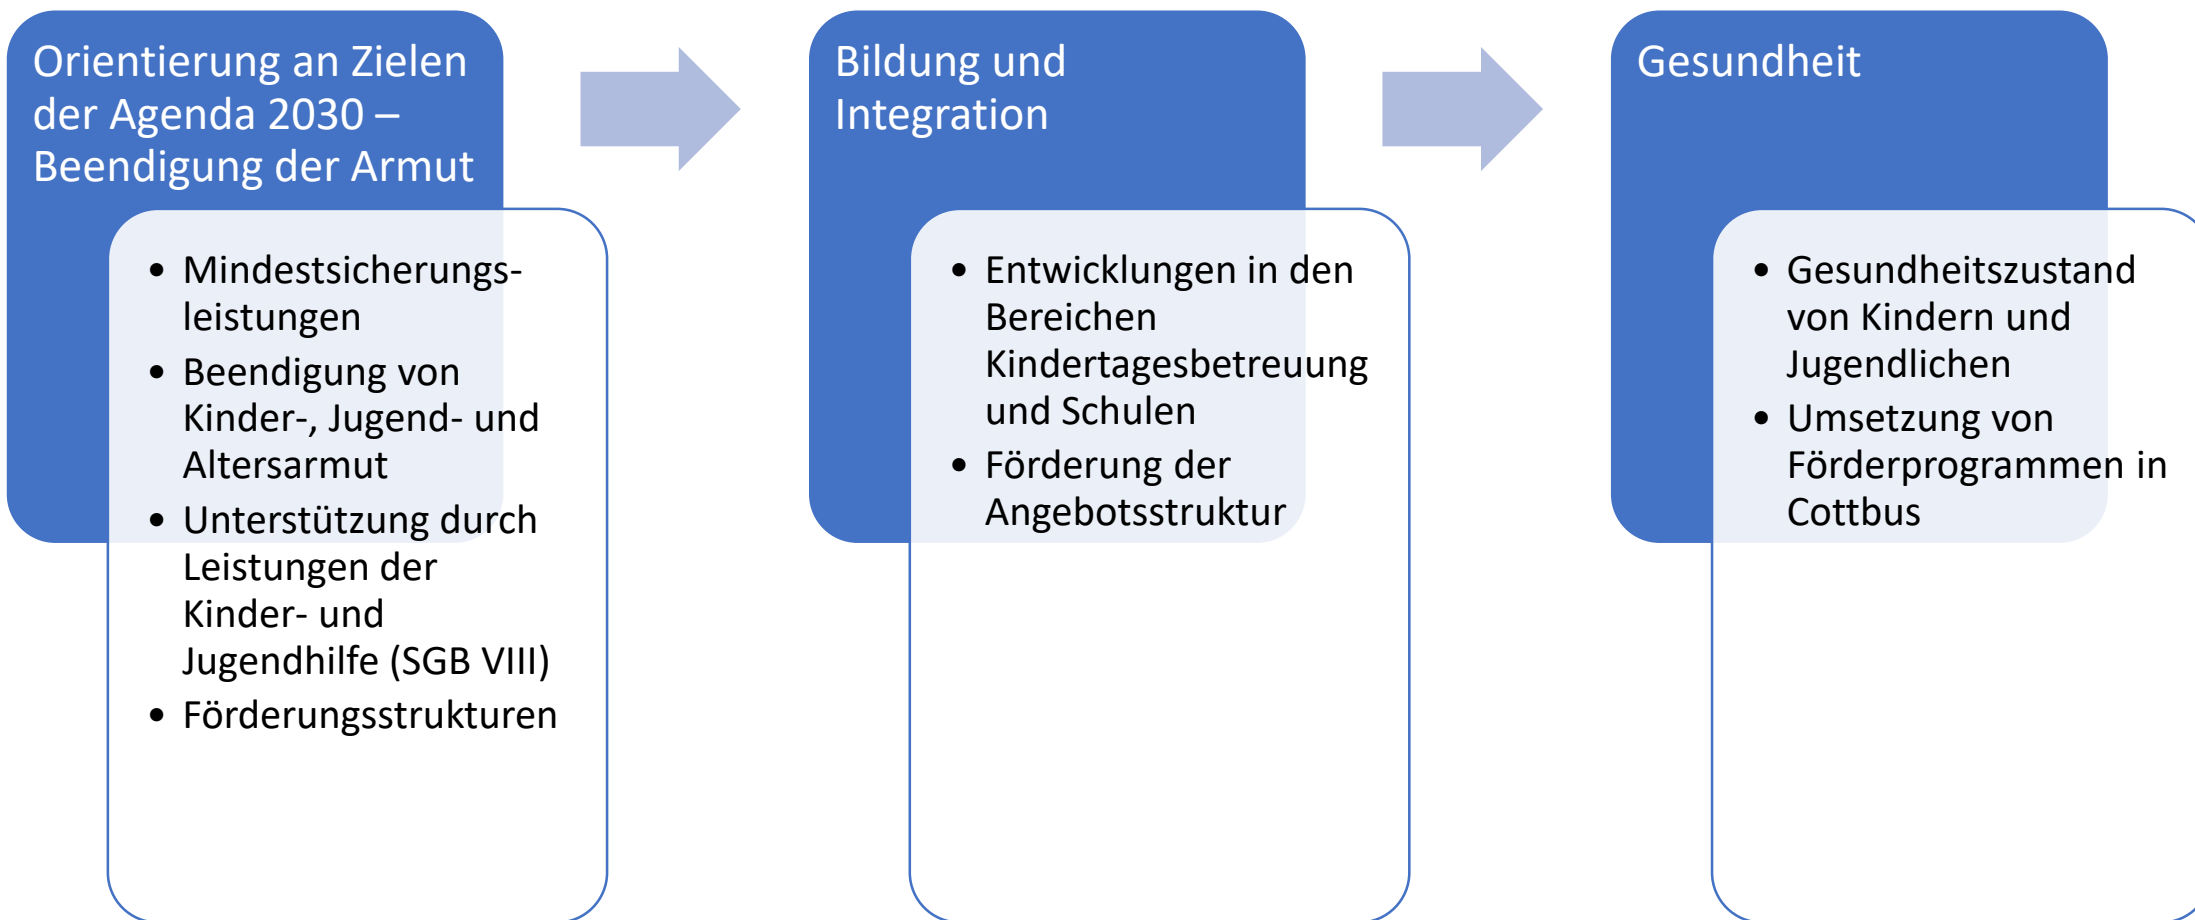 Orientierung an Zielen
der Agenda 2030 –
Beendigung der Armut
• Mindestsicherungs-
leistungen
• Beendigung von
Kinder-, Jugend- und
Altersarmut
• Unterstützung durch
Leistungen der
Kinder- und
Jugendhilfe (SGB VIII)
• Förderungsstrukturen
Bildung und
Integration
• Entwicklungen in den
Bereichen
Kindertagesbetreuung
und Schulen
• Förderung der
Angebotsstruktur
Gesundheit
• Gesundheitszustand
von Kindern und
Jugendlichen
• Umsetzung von
Förderprogrammen in
Cottbus